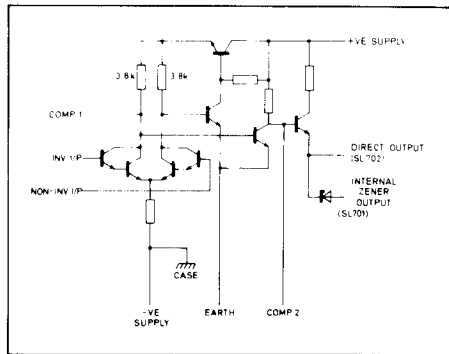 +VE SUPPLY
3.8k 3.8k
COMP 1
INV I/P
NON-INV I/P
DIRECT OUTPUT
(SL702)
INTERNAL
ZENER
OUTPUT
(SL701)
CASE
-VE
SUPPLY
EARTH
COMP 2